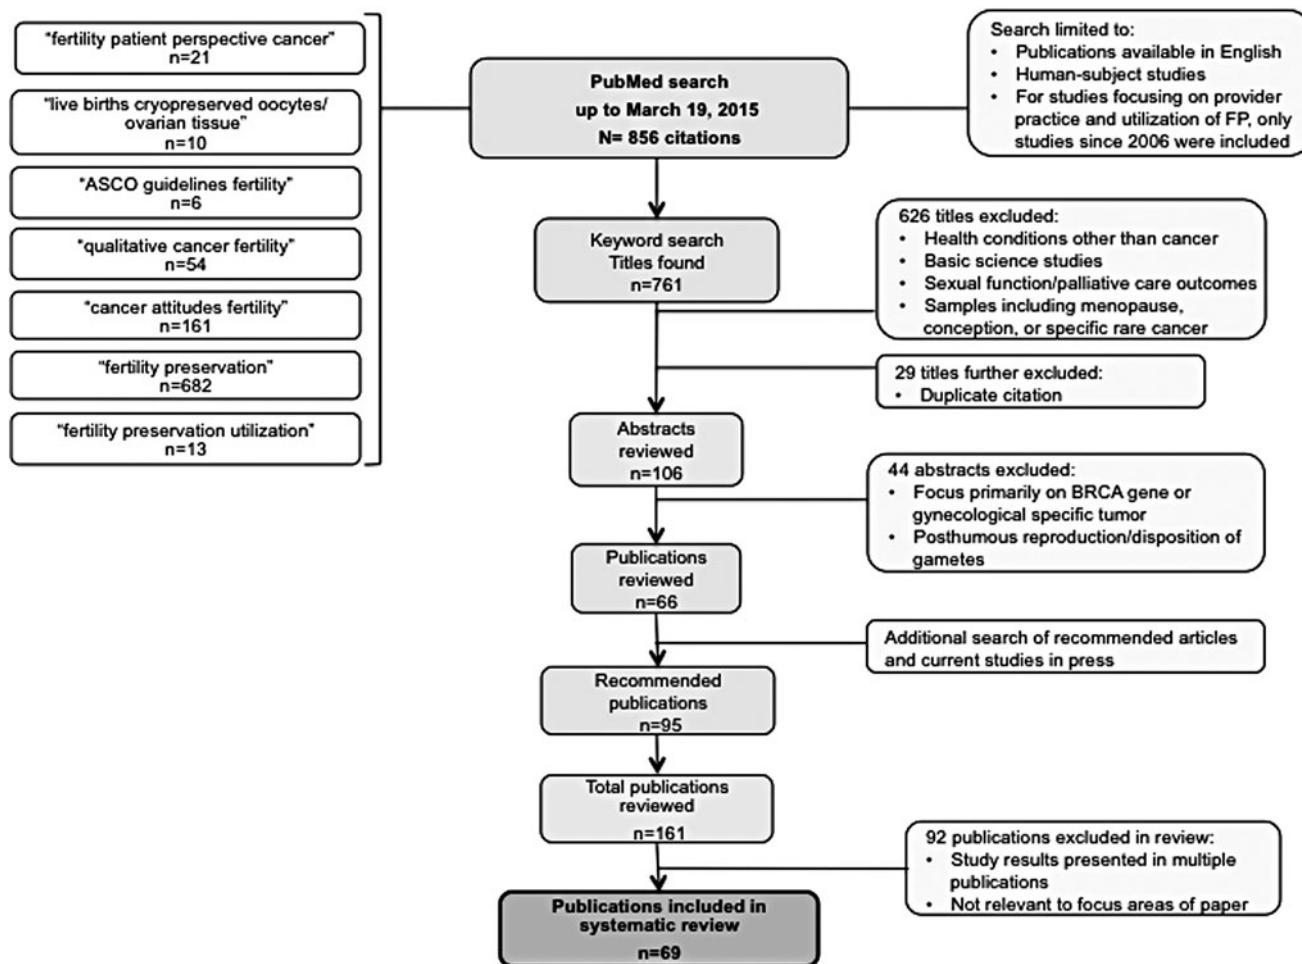 "fertility patient perspective cancer"
n=21
"live births cryopreserved oocytes/
ovarian tissue"
n=10
"ASCO guidelines fertility"
n=6
"qualitative cancer fertility"
n=54
"cancer attitudes fertility"
n=161
"fertility preservation"
n=682
"fertility preservation utilization"
n=13
PubMed search
up to March 19, 2015
N= 856 citations
Search limited to:
• Publications available in English
• Human-subject studies
• For studies focusing on provider
practice and utilization of FP, only
studies since 2006 were included
Keyword search
Titles found
n=761
626 titles excluded:
• Health conditions other than cancer
• Basic science studies
• Sexual function/palliative care outcomes
• Samples including menopause,
conception, or specific rare cancer
29 titles further excluded:
• Duplicate citation
Abstracts
reviewed
n=106
44 abstracts excluded:
• Focus primarily on BRCA gene or
gynecological specific tumor
• Posthumous reproduction/disposition of
gametes
Publications
reviewed
n=66
Additional search of recommended articles
and current studies in press
Recommended
publications
n=95
Total publications
reviewed
n=161
92 publications excluded in review:
• Study results presented in multiple
publications
• Not relevant to focus areas of paper
Publications included in
systematic review
n=69